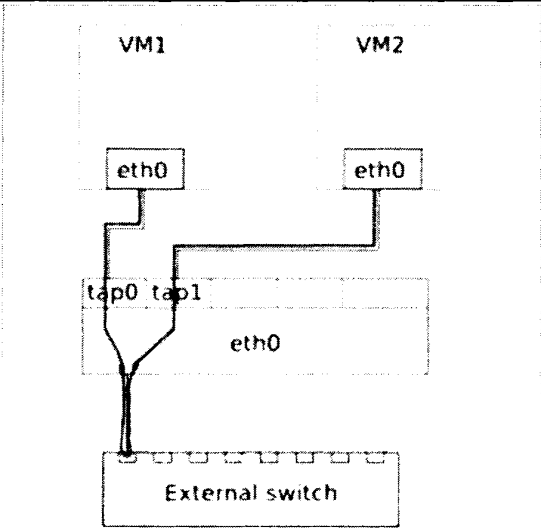 VM1 VM2
eth0 eth0
tap0 tap1
eth0
External switch